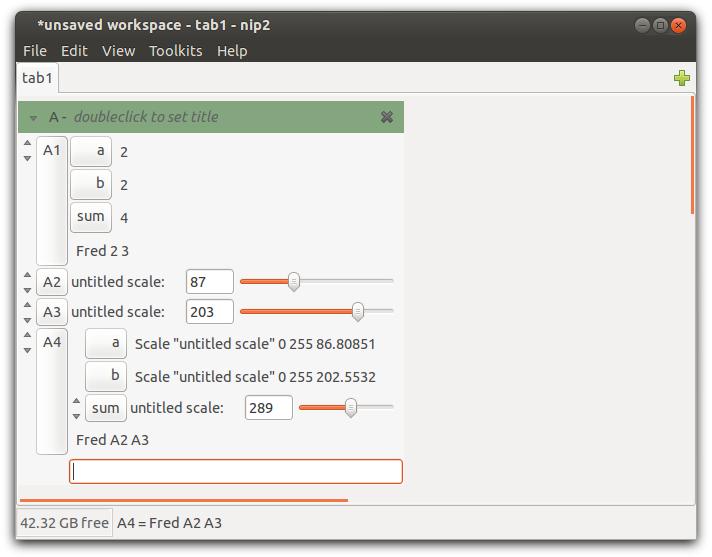 *unsaved workspace - tab1 - nip2
File Edit View Toolkits Help
tab1
A - doubleclick to set title
A1 a 2
b 2
sum 4
Fred 2 3
A2 untitled scale: 87
A3 untitled scale: 203
A4 a Scale "untitled scale" 0 255 86.80851
b Scale "untitled scale" 0 255 202.5532
sum untitled scale: 289
Fred A2 A3
42.32 GB free A4 = Fred A2 A3